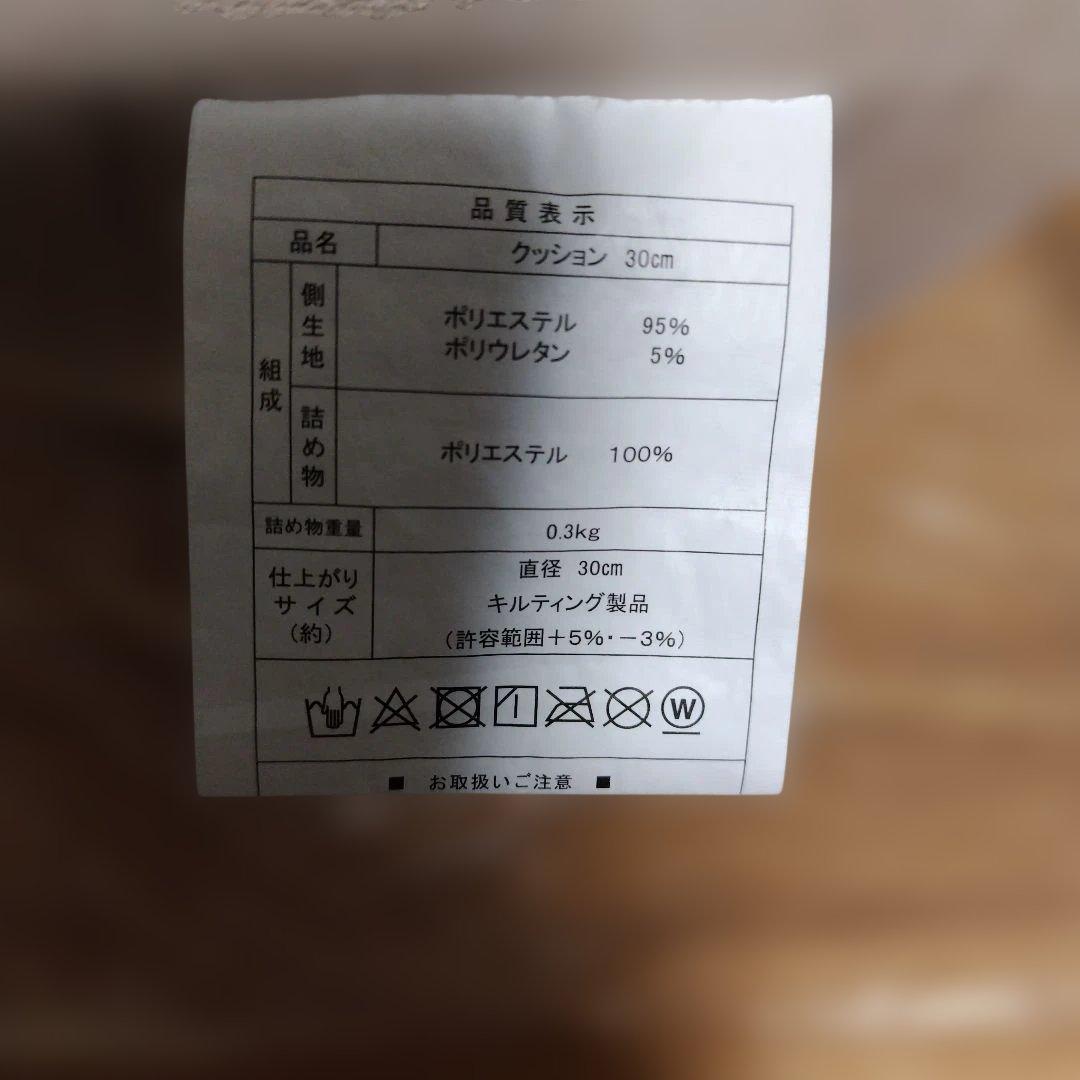 品質表示
品名 クッション 30cm
組成
側生地
ポリエステル 95%
ポリウレタン 5%
詰め物
ポリエステル 100%
詰め物重量 0.3kg
仕上がりサイズ(約)
直径 30cm
キルティング製品
(許容範囲+5%・-3%)
W
■ お取扱いご注意 ■